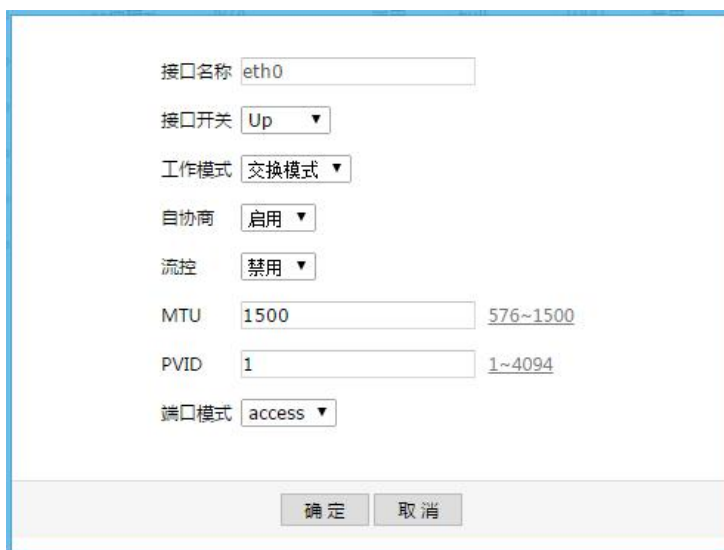 接口名称 eth0
接口开关 Up
工作模式 交换模式
自协商 启用
流控 禁用
MTU 1500 576~1500
PVID 1 1~4094
端口模式 access
确定 取消